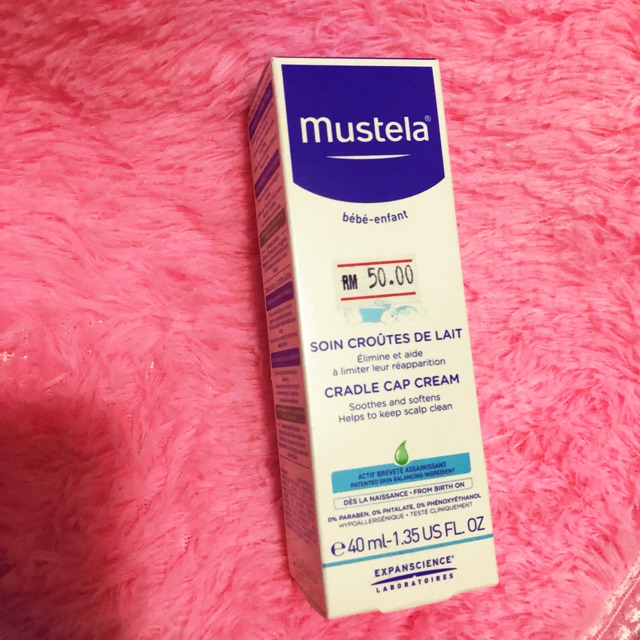 mustela®
bébé-enfant
RM 50.00
SOIN CROÛTES DE LAIT
Élimine et aide
à limiter leur réapparition
CRADLE CAP CREAM
Soothes and softens
Helps to keep scalp clean
ACTIF BREVETÉ ASSAINISSANT
PATENTED SKIN BALANCING INGREDIENT
DÈS LA NAISSANCE • FROM BIRTH ON
0% PARABEN, 0% PHTALATE, 0% PHÉNOXYÉTHANOL
HYPOALLERGÉNIQUE • TESTÉ CLINIQUEMENT
℮ 40 ml-1.35 US FL. OZ
EXPANSCIENCE®
LABORATOIRES